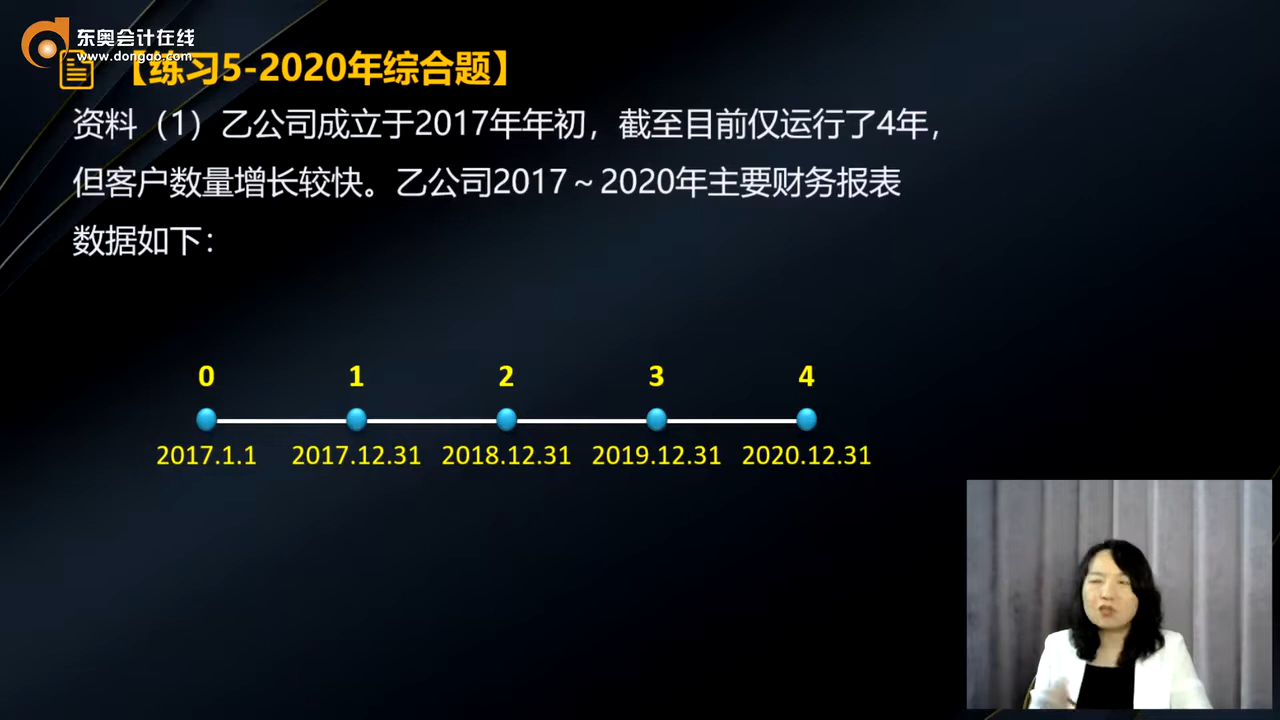 东奥会计在线
www.dongao.com
【练习5-2020年综合题】
资料（1）乙公司成立于2017年年初，截至目前仅运行了4年，
但客户数量增长较快。乙公司2017～2020年主要财务报表
数据如下：
0 1 2 3 4
2017.1.1 2017.12.31 2018.12.31 2019.12.31 2020.12.31